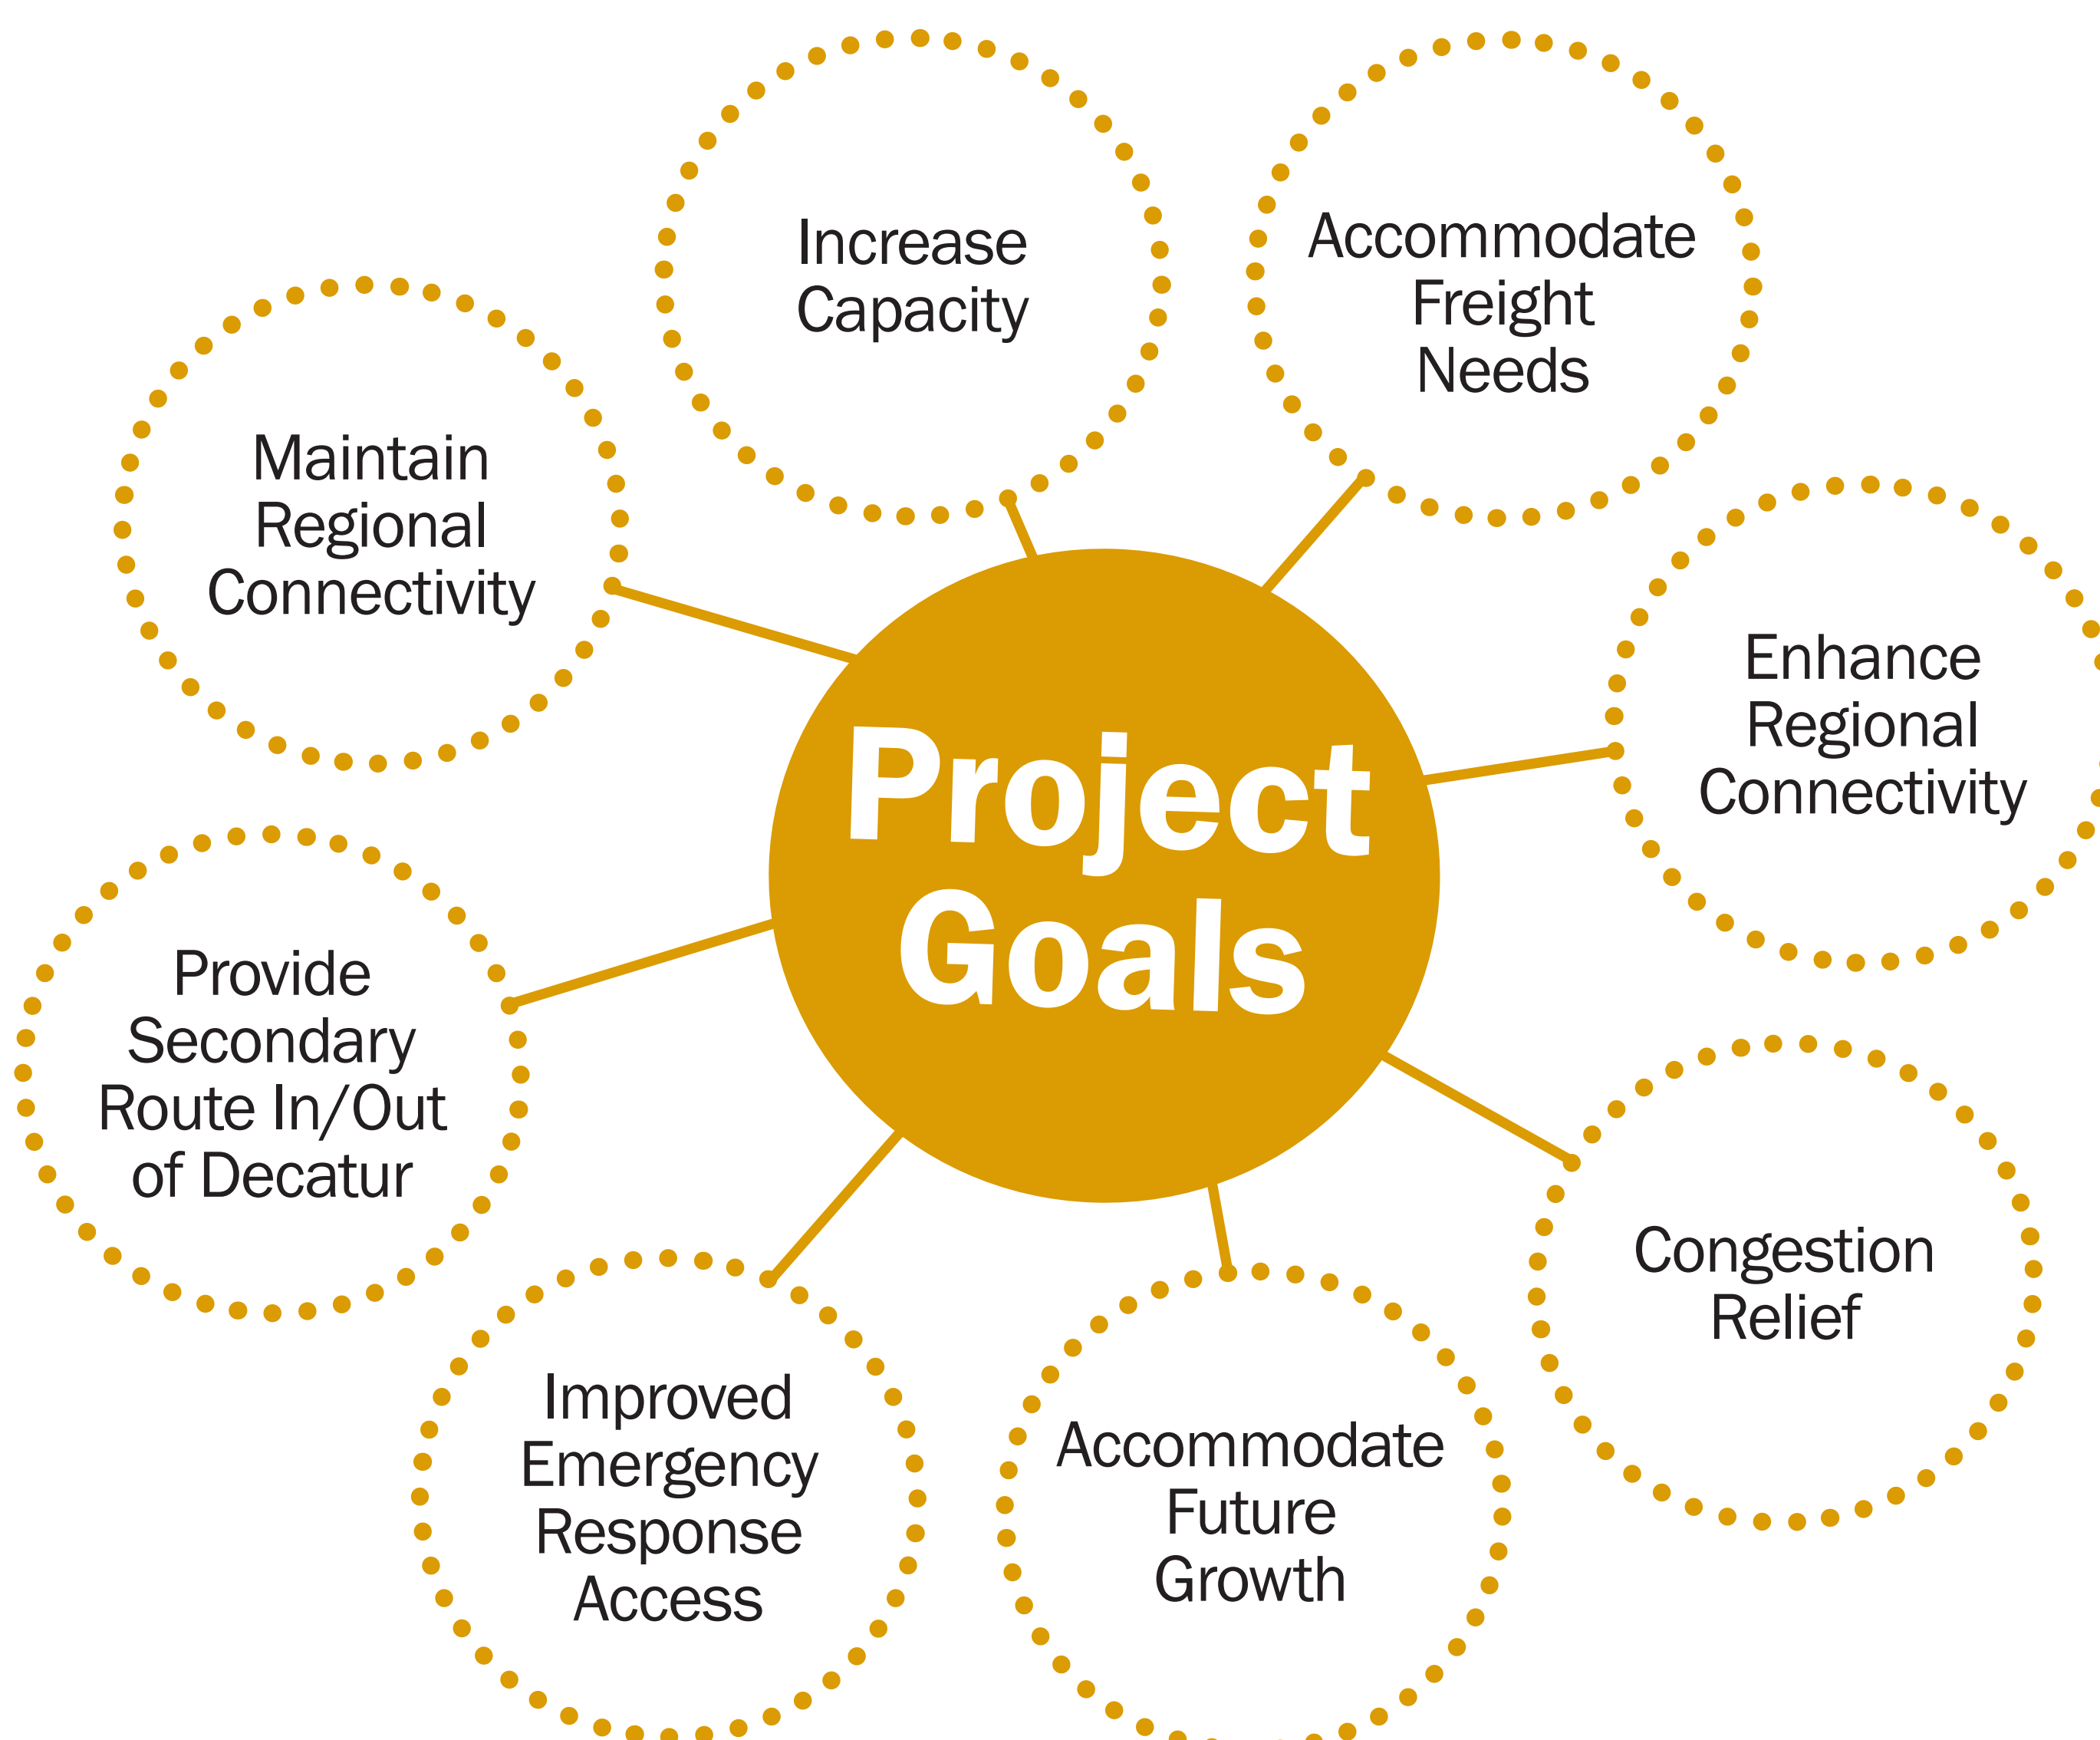 Increase
Capacity
Accommodate
Freight
Needs
Maintain
Regional
Connectivity
Enhance
Regional
Connectivity
Project
Goals
Provide
Secondary
Route In/Out
of Decatur
Congestion
Relief
Improved
Emergency
Response
Access
Accommodate
Future
Growth